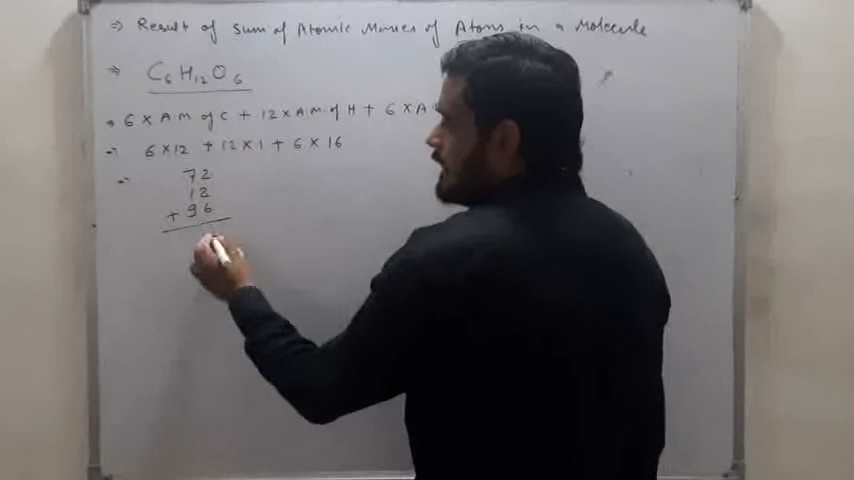 ⇒ Result of Sum of Atomic Masses of Atoms in a Molecule
⇒ C₆H₁₂O₆
⇒ 6 × A.M of C + 12 × A.M of H + 6 × A
⇒ 6 × 12 + 12 × 1 + 6 × 16
⇒ 72
12
+ 96